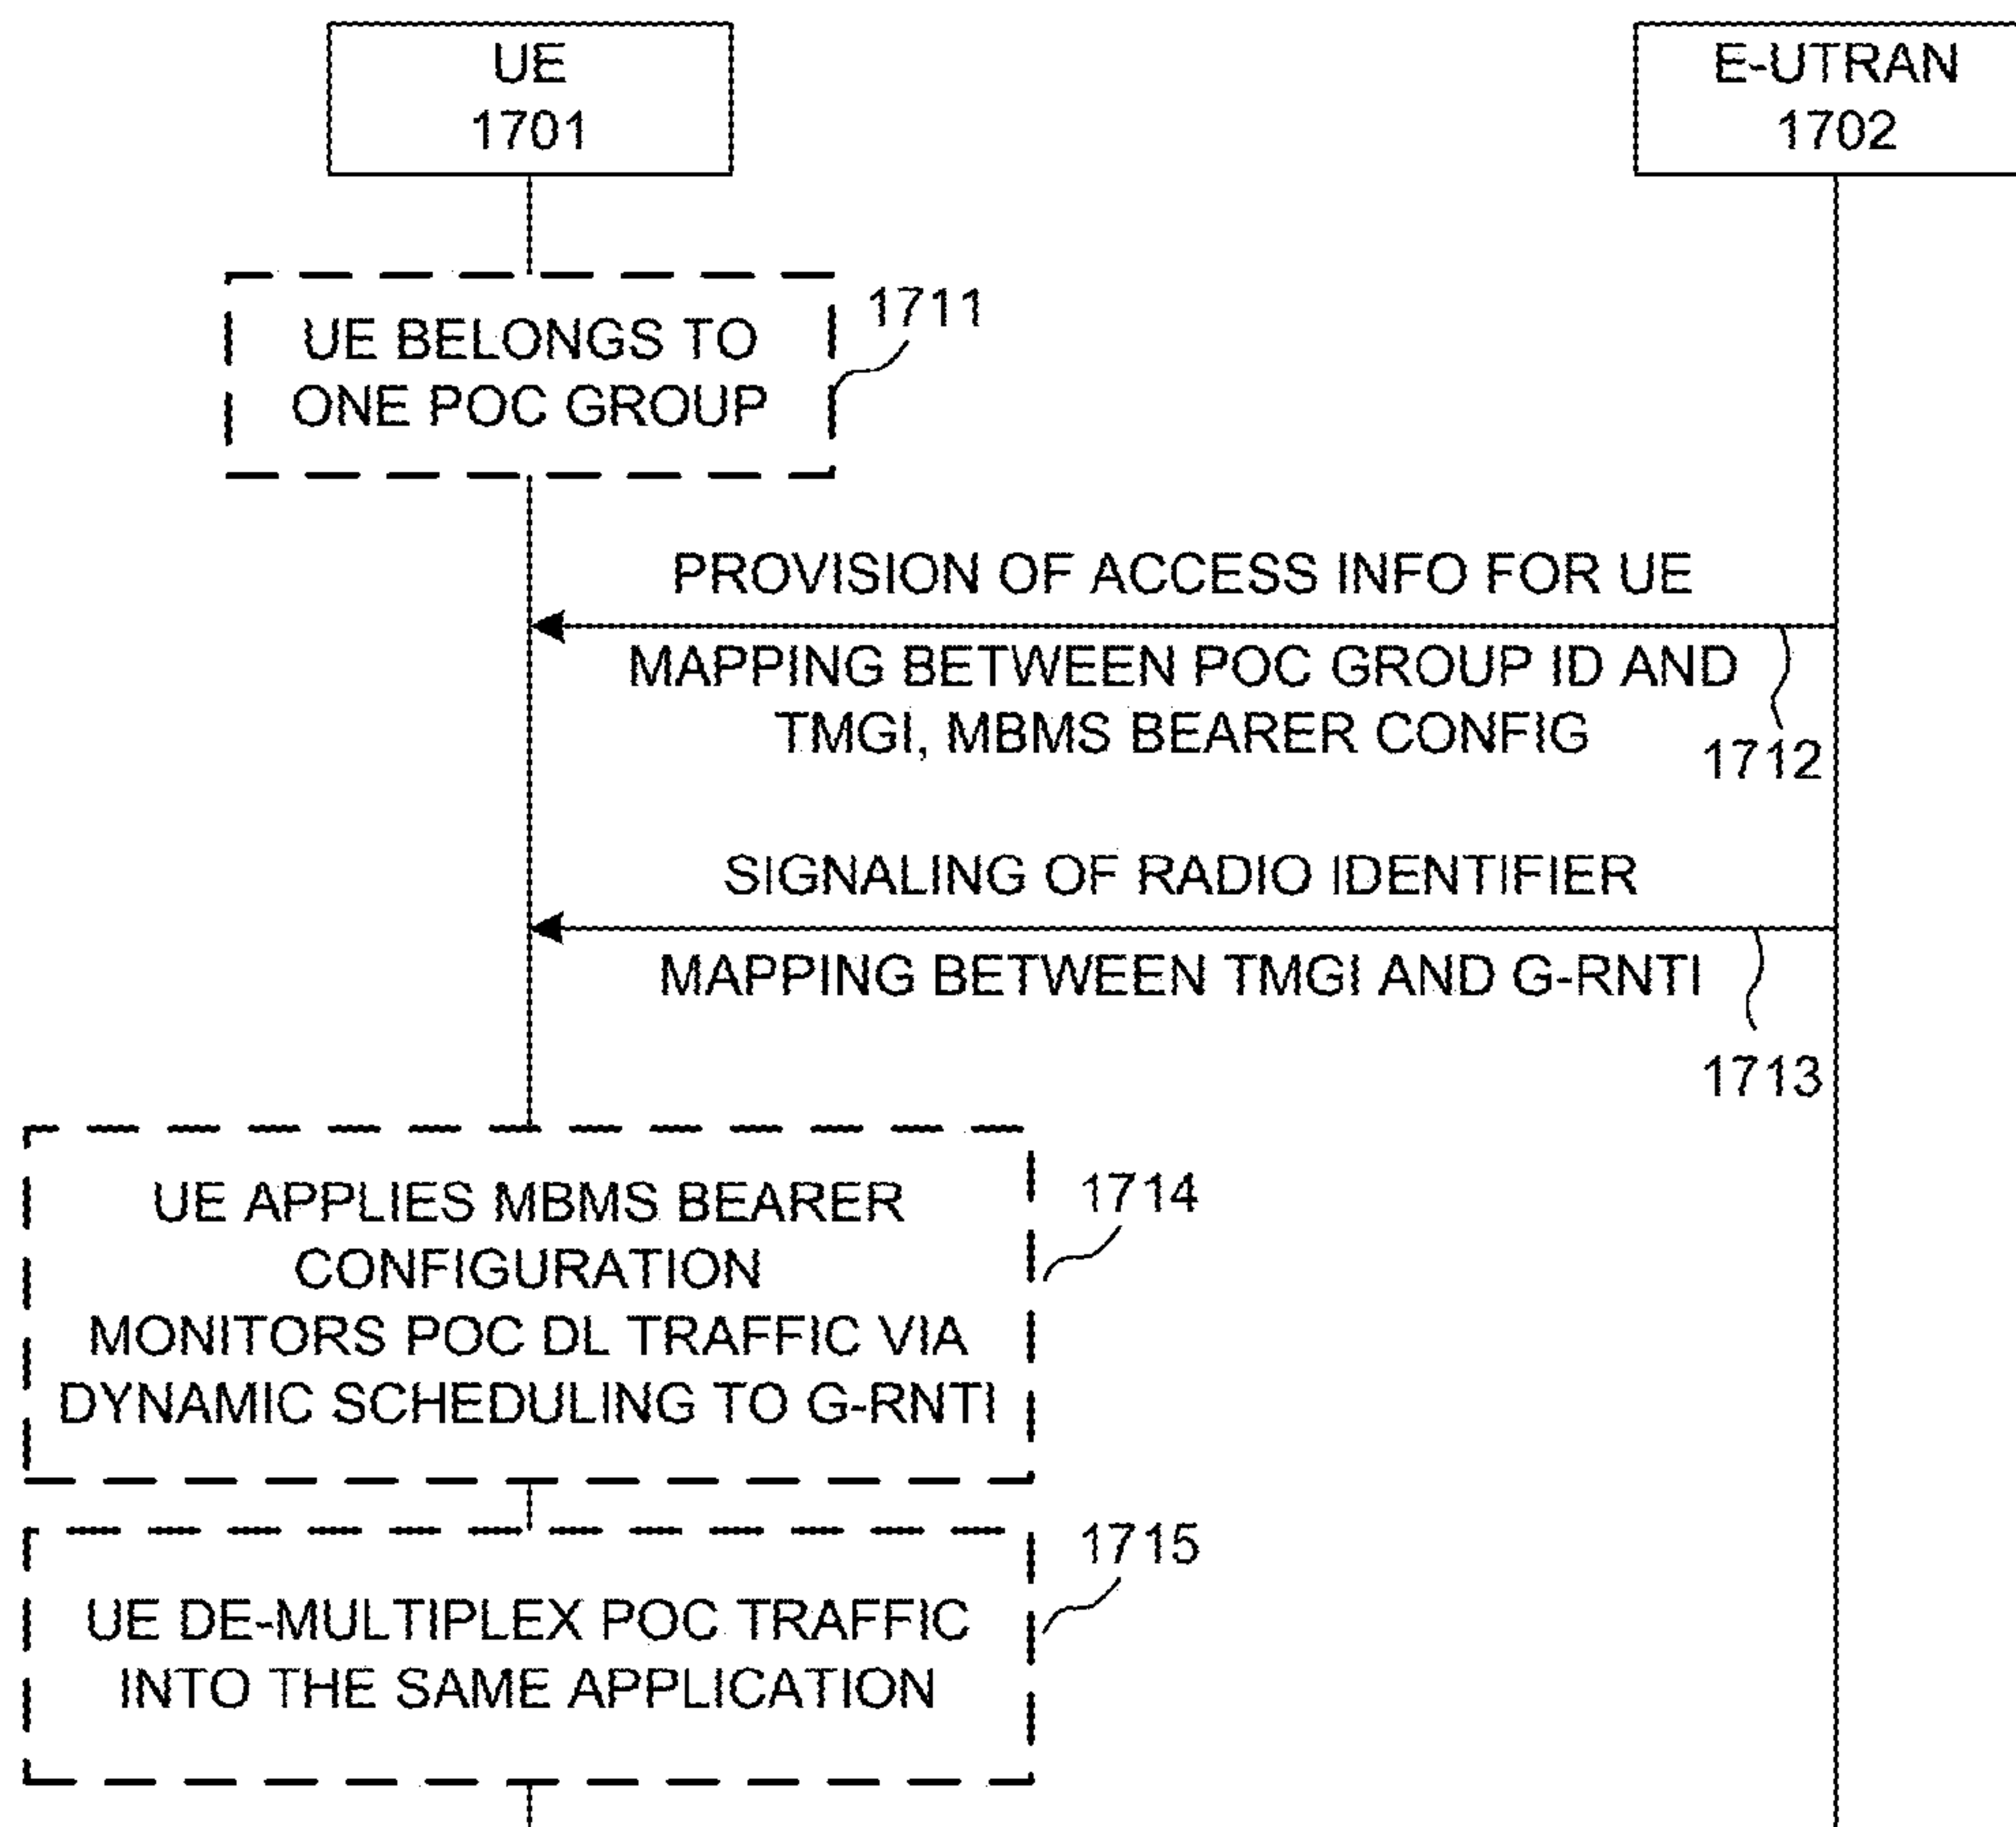 UE
1701
E-UTRAN
1702
UE BELONGS TO
ONE POC GROUP
1711
PROVISION OF ACCESS INFO FOR UE
MAPPING BETWEEN POC GROUP ID AND
TMGI, MBMS BEARER CONFIG
1712
SIGNALING OF RADIO IDENTIFIER
MAPPING BETWEEN TMGI AND G-RNTI
1713
UE APPLIES MBMS BEARER
CONFIGURATION
MONITORS POC DL TRAFFIC VIA
DYNAMIC SCHEDULING TO G-RNTI
1714
UE DE-MULTIPLEX POC TRAFFIC
INTO THE SAME APPLICATION
1715